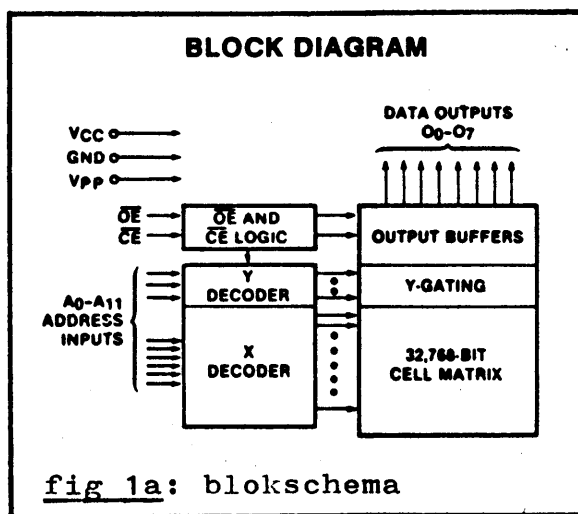 BLOCK DIAGRAM
DATA OUTPUTS
O0-O7
VCC
GND
VPP
OE
CE
OE AND
CE LOGIC
OUTPUT BUFFERS
Y
DECODER
Y-GATING
A0-A11
ADDRESS
INPUTS
X
DECODER
32,768-BIT
CELL MATRIX
fig 1a: blokschema